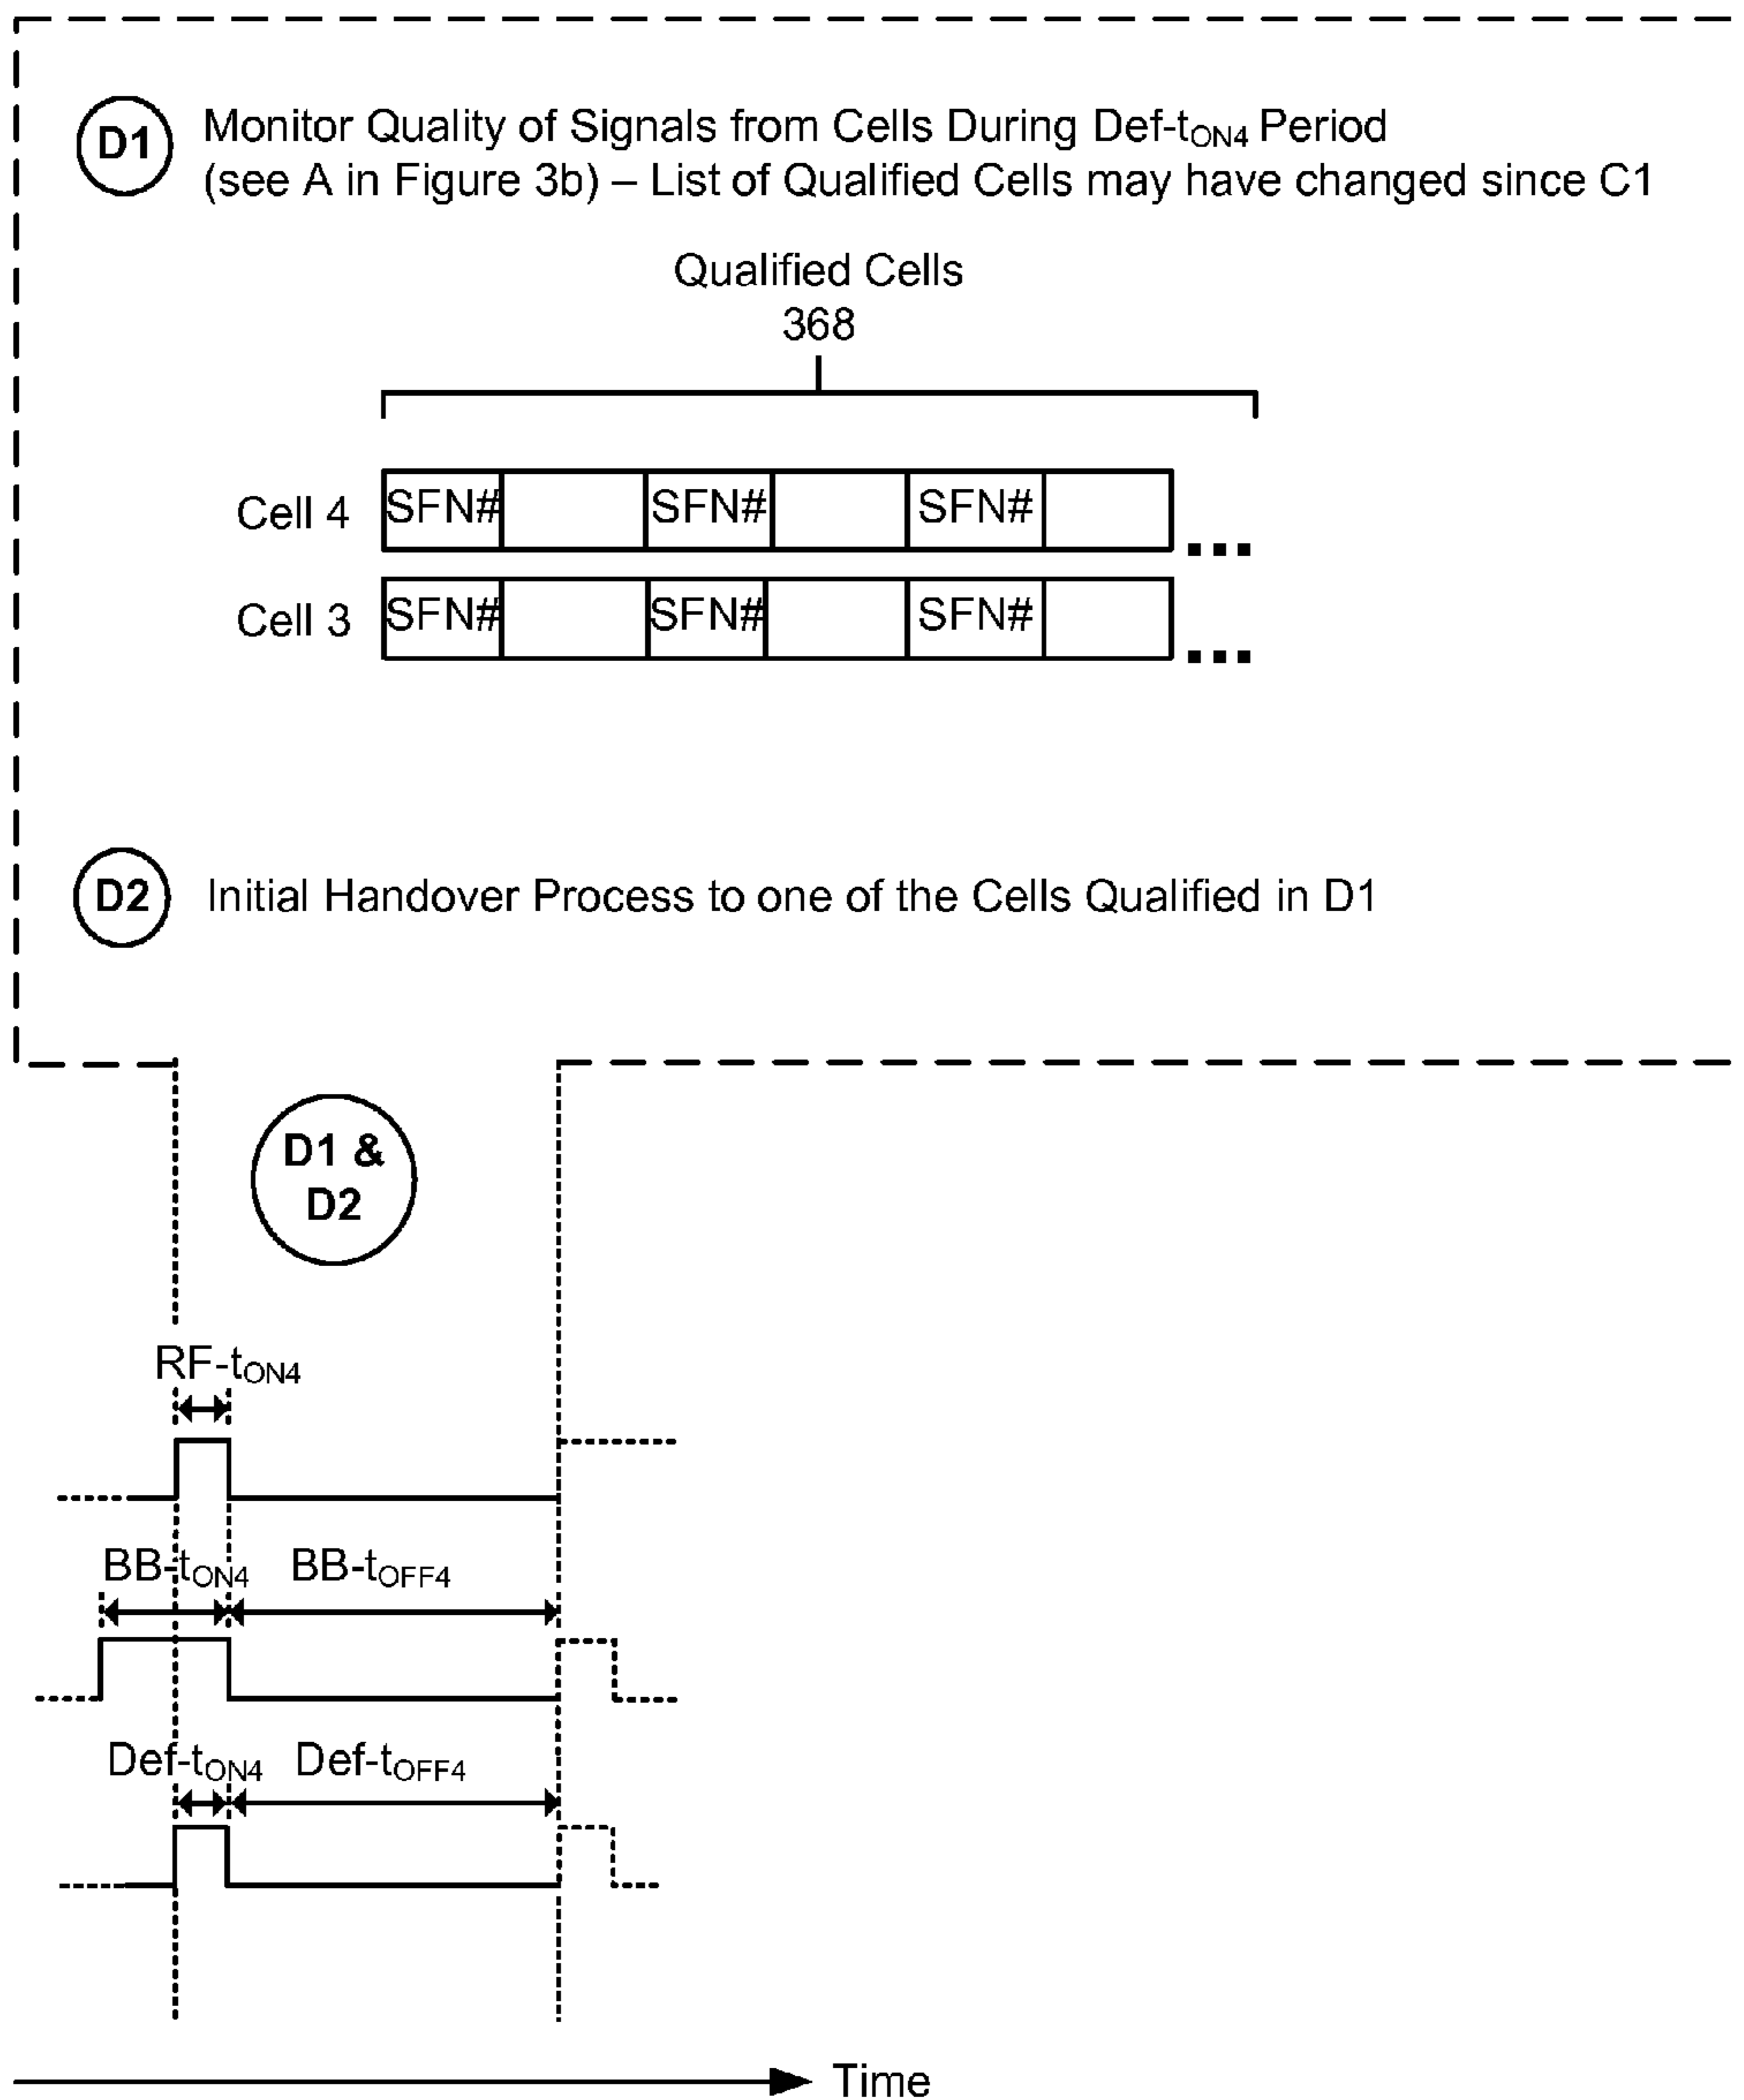 D1
Monitor Quality of Signals from Cells During Def-tON4 Period
(see A in Figure 3b) – List of Qualified Cells may have changed since C1
Qualified Cells
368
Cell 4 SFN# SFN# SFN# ...
Cell 3 SFN# SFN# SFN# ...
D2 Initial Handover Process to one of the Cells Qualified in D1
D1 &
D2
RF-tON4
BB-tON4 BB-tOFF4
Def-tON4 Def-tOFF4
Time